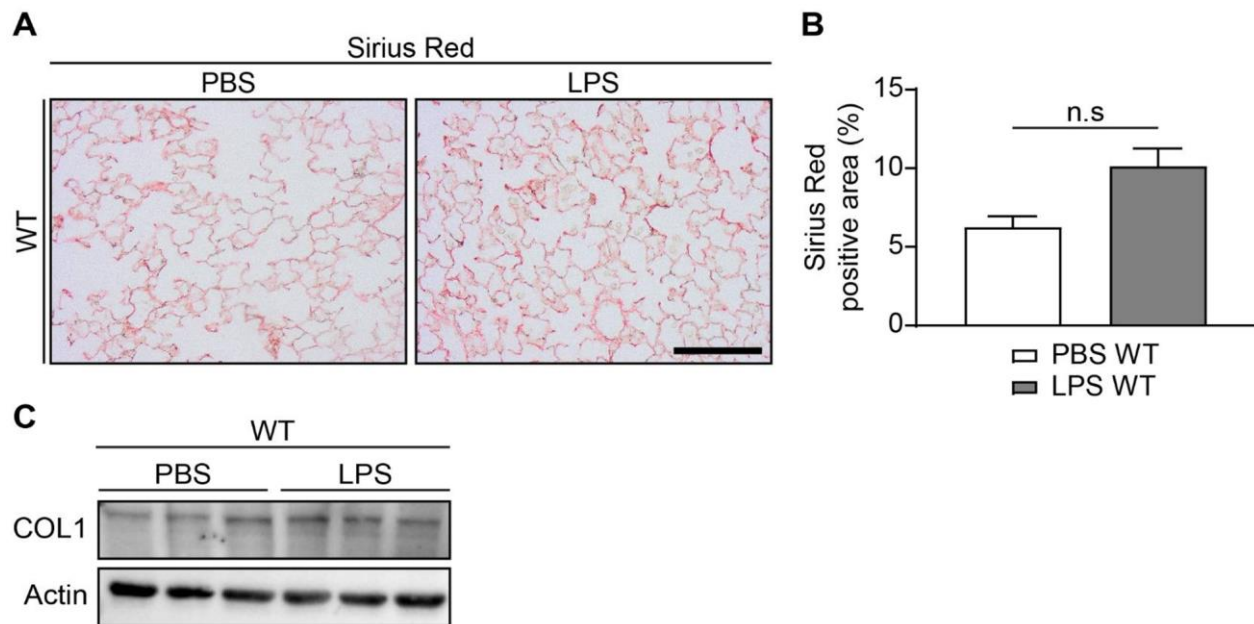 A
Sirius Red
PBS LPS
WT
B
Sirius Red
positive area (%)
15
10
5
0
n.s
PBS WT
LPS WT
C
WT
PBS LPS
COL1
Actin